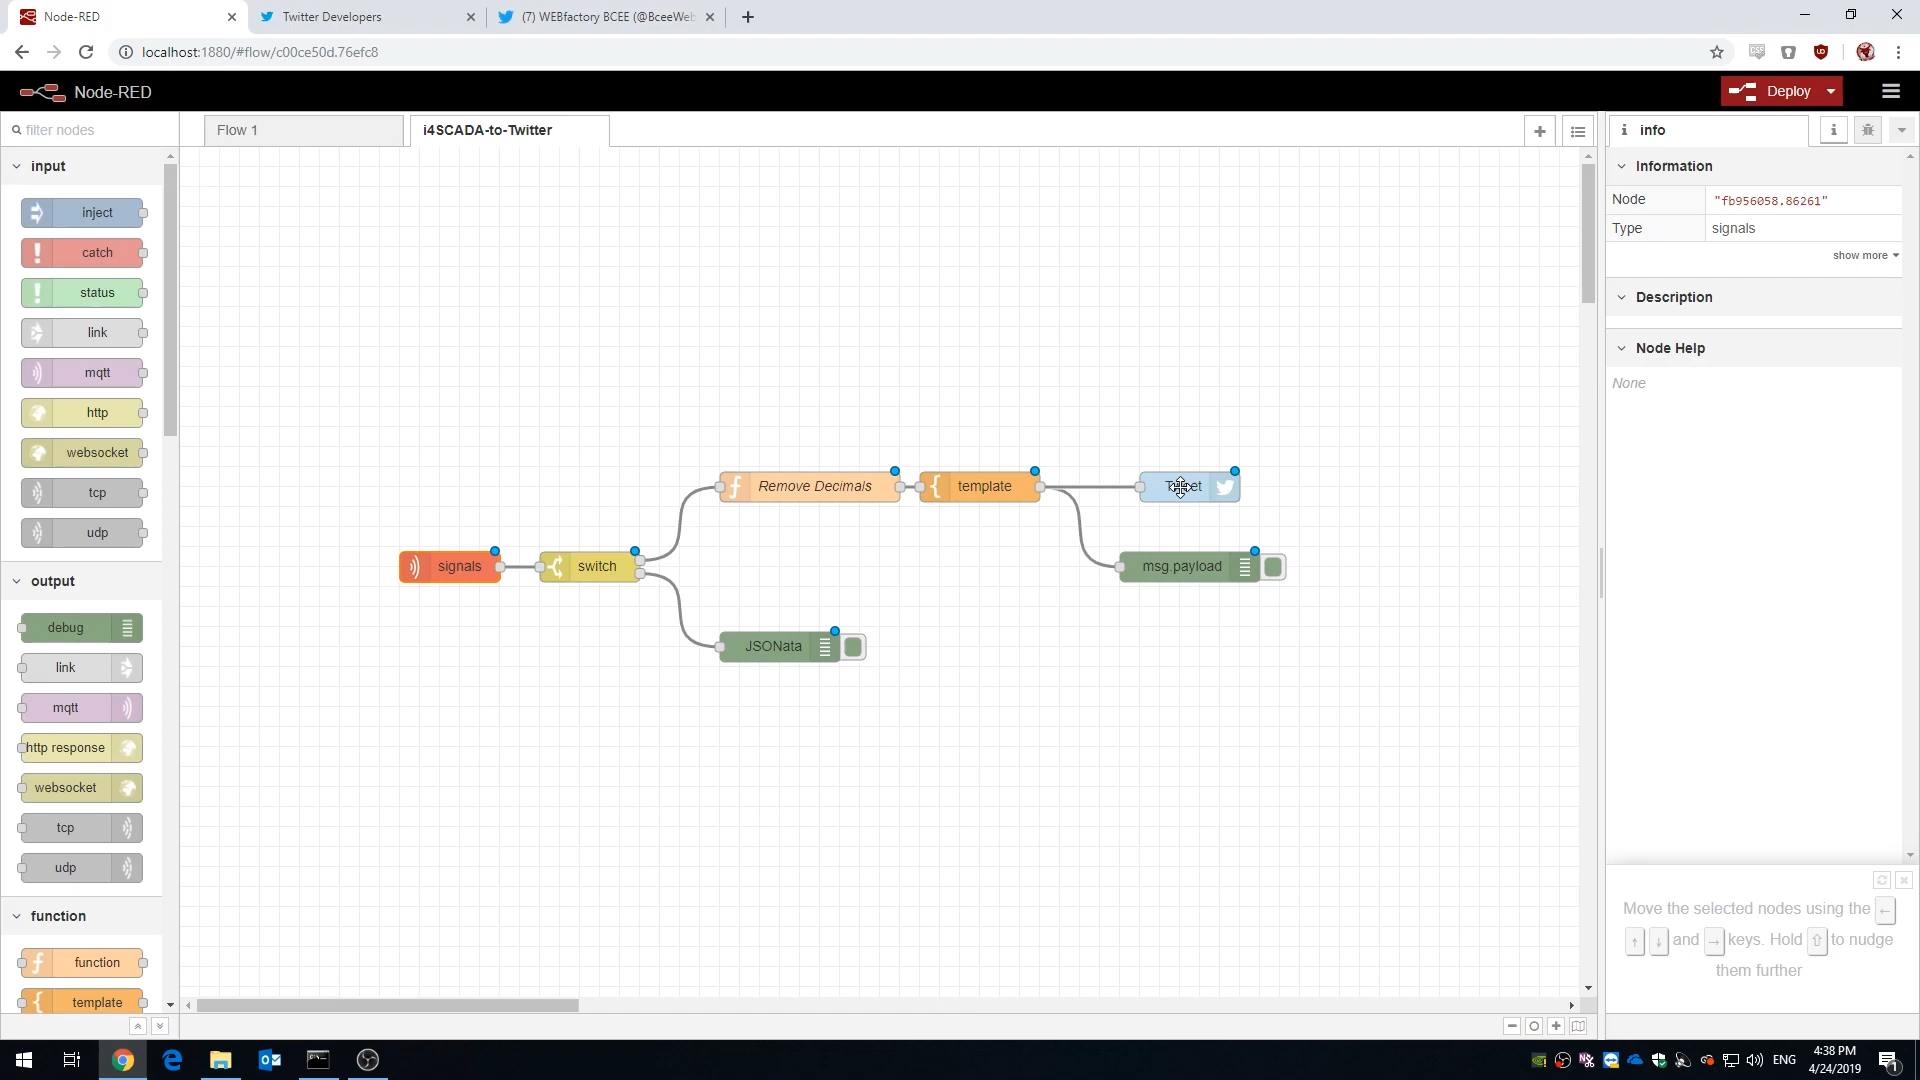 Node-RED
Twitter Developers
(7) WEBfactory BCEE (@BceeWeb
localhost:1880/#flow/c00ce50d.76efc8
Node-RED
Deploy
filter nodes
Flow 1
i4SCADA-to-Twitter
info
input
Information
inject
Node
"fb956058.86261"
Type
signals
catch
show more
status
Description
link
Node Help
mqtt
None
http
websocket
tcp
Remove Decimals
template
Tweet
udp
signals
switch
msg.payload
output
debug
JSONata
link
mqtt
http response
websocket
tcp
udp
Move the selected nodes using the ←
↑ ↓ and → keys. Hold ⇧ to nudge
them further
function
function
template
ENG
4:38 PM
4/24/2019
1